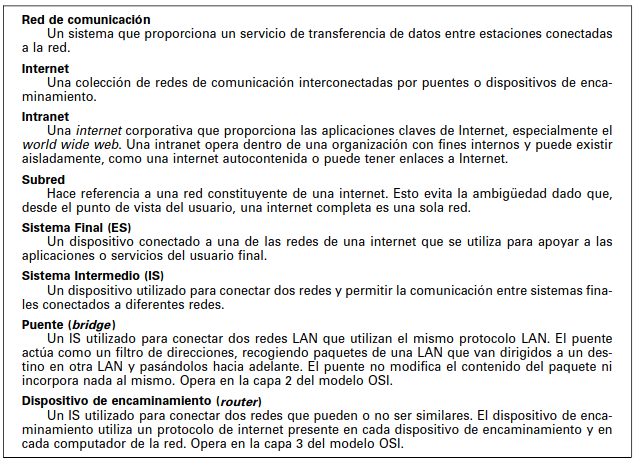 Red de comunicación
Un sistema que proporciona un servicio de transferencia de datos entre estaciones conectadas
a la red.
Internet
Una colección de redes de comunicación interconectadas por puentes o dispositivos de enca-
minamiento.
Intranet
Una internet corporativa que proporciona las aplicaciones claves de Internet, especialmente el
world wide web. Una intranet opera dentro de una organización con fines internos y puede existir
aisladamente, como una internet autocontenida o puede tener enlaces a Internet.
Subred
Hace referencia a una red constituyente de una internet. Esto evita la ambigüedad dado que,
desde el punto de vista del usuario, una internet completa es una sola red.
Sistema Final (ES)
Un dispositivo conectado a una de las redes de una internet que se utiliza para apoyar a las
aplicaciones o servicios del usuario final.
Sistema Intermedio (IS)
Un dispositivo utilizado para conectar dos redes y permitir la comunicación entre sistemas fina-
les conectados a diferentes redes.
Puente (bridge)
Un IS utilizado para conectar dos redes LAN que utilizan el mismo protocolo LAN. El puente
actúa como un filtro de direcciones, recogiendo paquetes de una LAN que van dirigidos a un des-
tino en otra LAN y pasándolos hacia adelante. El puente no modifica el contenido del paquete ni
incorpora nada al mismo. Opera en la capa 2 del modelo OSI.
Dispositivo de encaminamiento (router)
Un IS utilizado para conectar dos redes que pueden o no ser similares. El dispositivo de enca-
minamiento utiliza un protocolo de internet presente en cada dispositivo de encaminamiento y en
cada computador de la red. Opera en la capa 3 del modelo OSI.